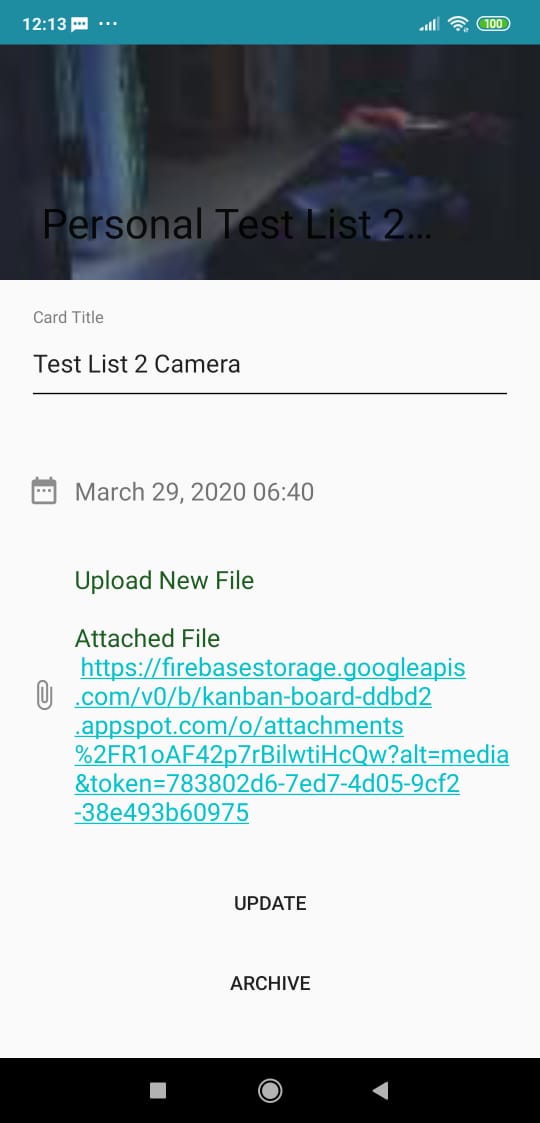 12:13
100
Personal Test List 2...
Card Title
Test List 2 Camera
March 29, 2020 06:40
Upload New File
Attached File
https://firebasestorage.googleapis
.com/v0/b/kanban-board-ddbd2
.appspot.com/o/attachments
%2FR1oAF42p7rBilwtiHcQw?alt=media
&token=783802d6-7ed7-4d05-9cf2
-38e493b60975
UPDATE
ARCHIVE